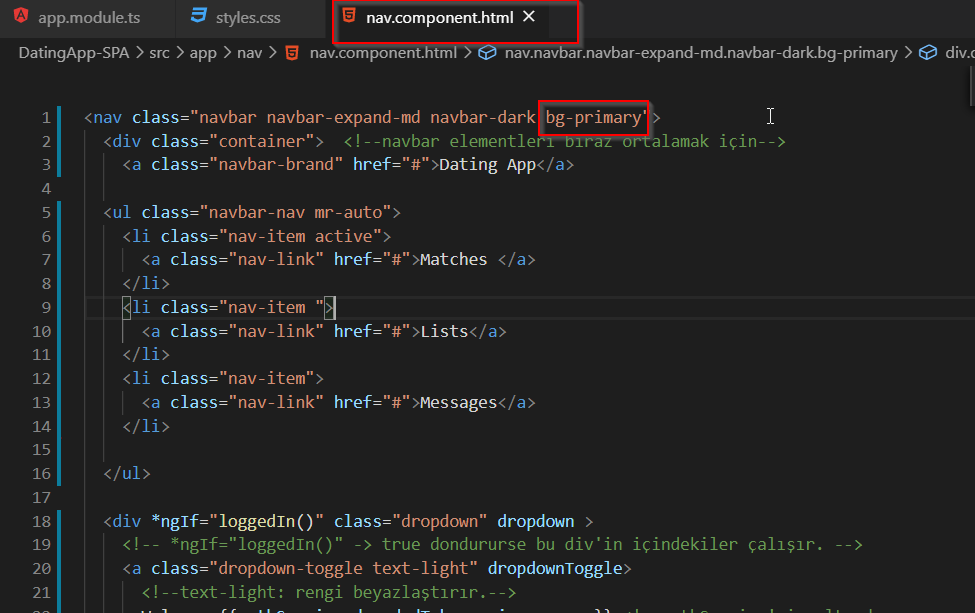 app.module.ts styles.css nav.component.html
DatingApp-SPA > src > app > nav > nav.component.html > nav.navbar.navbar-expand-md.navbar-dark.bg-primary > div.c
1 <nav class="navbar navbar-expand-md navbar-dark bg-primary">
2 <div class="container"> <!--navbar elementleri biraz ortalamak için-->
3 <a class="navbar-brand" href="#">Dating App</a>
4
5 <ul class="navbar-nav mr-auto">
6 <li class="nav-item active">
7 <a class="nav-link" href="#">Matches </a>
8 </li>
9 <li class="nav-item ">
10 <a class="nav-link" href="#">Lists</a>
11 </li>
12 <li class="nav-item">
13 <a class="nav-link" href="#">Messages</a>
14 </li>
15
16 </ul>
17
18 <div *ngIf="loggedIn()" class="dropdown" dropdown >
19 <!-- *ngIf="loggedIn()" -> true dondururse bu div'in içindekiler çalışır. -->
20 <a class="dropdown-toggle text-light" dropdownToggle>
21 <!--text-light: rengi beyazlaştırır.-->